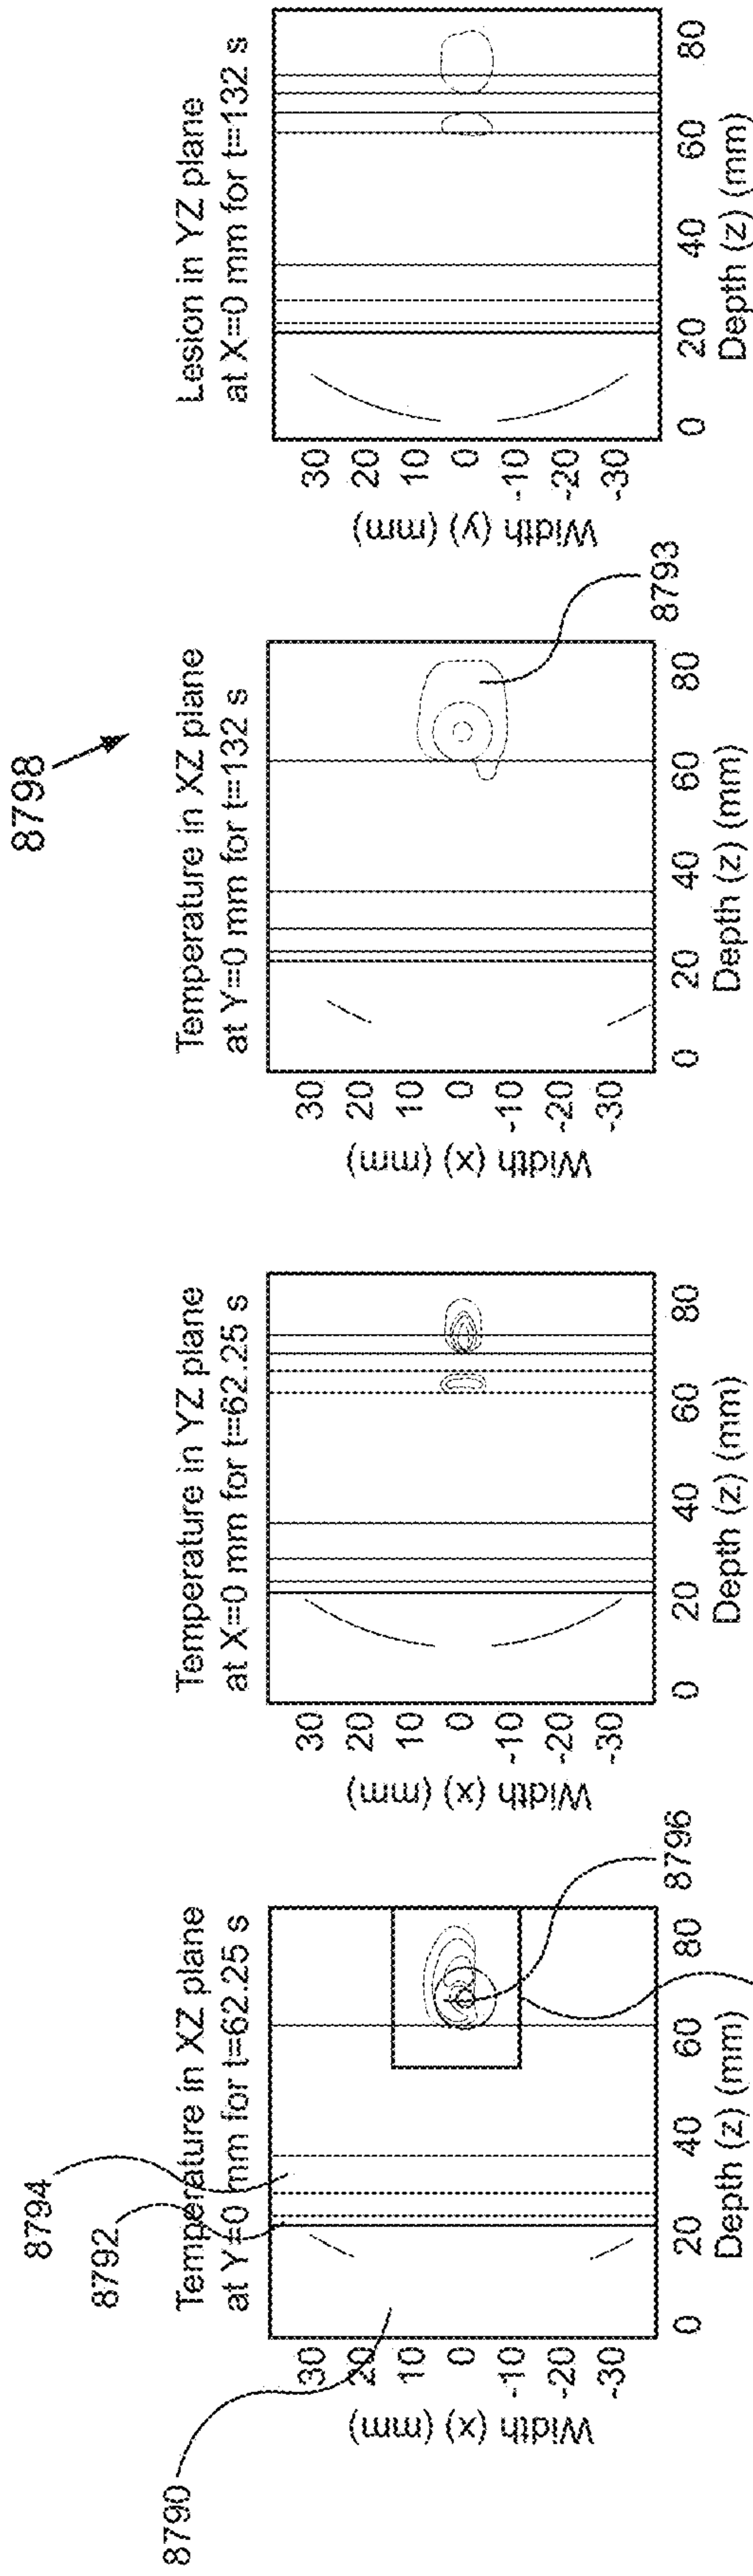 8798
8790
8792
8794
Temperature in XZ plane
at Y=0 mm for t=62.25 s
Width (x) (mm)
30
20
10
0
-10
-20
-30
0 20 40 60 80
Depth (z) (mm)
8796
Temperature in YZ plane
at X=0 mm for t=62.25 s
Width (x) (mm)
30
20
10
0
-10
-20
-30
0 20 40 60 80
Depth (z) (mm)
Temperature in XZ plane
at Y=0 mm for t=132 s
Width (x) (mm)
30
20
10
0
-10
-20
-30
0 20 40 60 80
Depth (z) (mm)
8793
Lesion in YZ plane
at X=0 mm for t=132 s
Width (y) (mm)
30
20
10
0
-10
-20
-30
0 20 40 60 80
Depth (z) (mm)